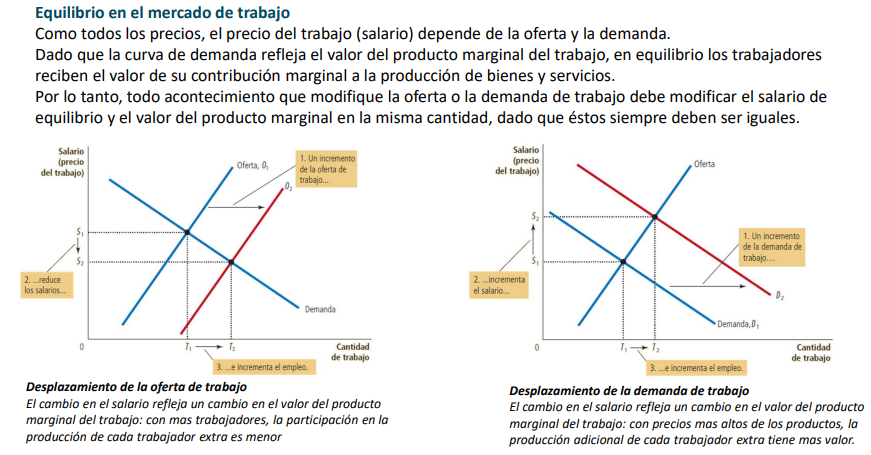 Equilibrio en el mercado de trabajo
Como todos los precios, el precio del trabajo (salario) depende de la oferta y la demanda.
Dado que la curva de demanda refleja el valor del producto marginal del trabajo, en equilibrio los trabajadores
reciben el valor de su contribución marginal a la producción de bienes y servicios.
Por lo tanto, todo acontecimiento que modifique la oferta o la demanda de trabajo debe modificar el salario de
equilibrio y el valor del producto marginal en la misma cantidad, dado que éstos siempre deben ser iguales.
Salario
(precio
del trabajo)
Oferta, O₁
1. Un incremento
de la oferta de
trabajo...
O₂
S₁
S₂
2. ...reduce
los salarios...
Demanda
0
T₁
T₂
Cantidad
de trabajo
3. ...e incrementa el empleo.
Desplazamiento de la oferta de trabajo
El cambio en el salario refleja un cambio en el valor del producto
marginal del trabajo: con mas trabajadores, la participación en la
producción de cada trabajador extra es menor
Salario
(precio
del trabajo)
Oferta
S₂
S₁
1. Un incremento
de la demanda de
trabajo...
2. ...incrementa
el salario...
D₂
Demanda, D₁
0
T₁
T₂
Cantidad
de trabajo
3. ...e incrementa el empleo.
Desplazamiento de la demanda de trabajo
El cambio en el salario refleja un cambio en el valor del producto
marginal del trabajo: con precios mas altos de los productos, la
producción adicional de cada trabajador extra tiene mas valor.